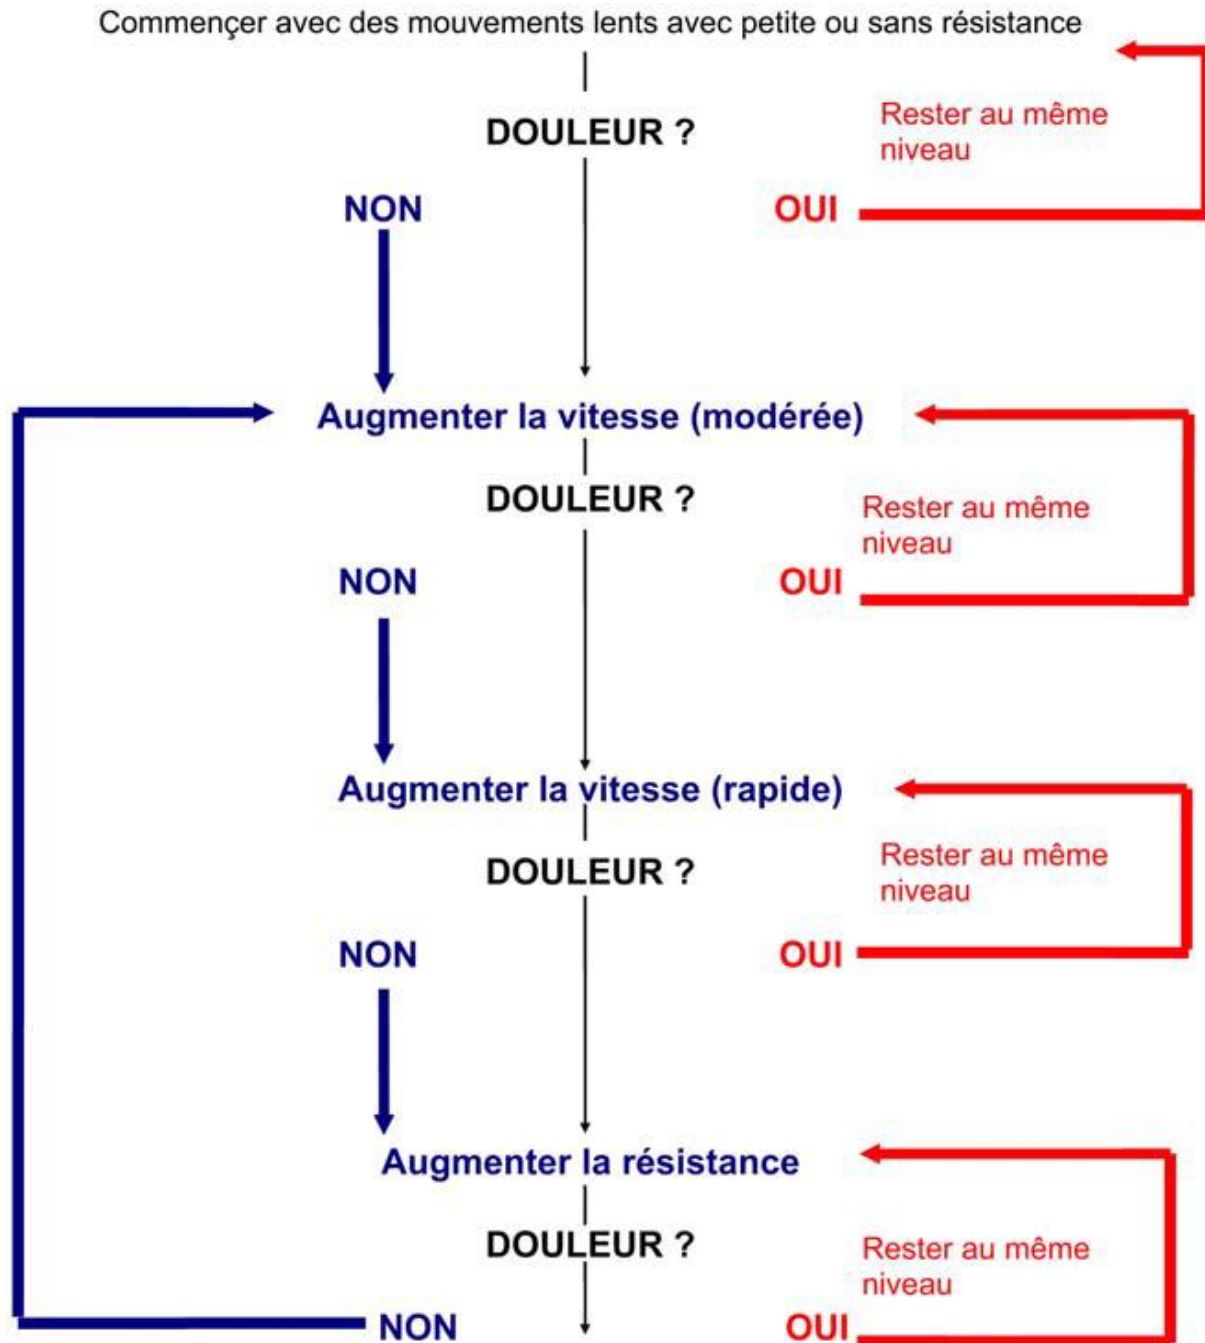 Commençer avec des mouvements lents avec petite ou sans résistance
DOULEUR ?
Rester au même
niveau
NON
OUI
Augmenter la vitesse (modérée)
DOULEUR ?
Rester au même
niveau
NON
OUI
Augmenter la vitesse (rapide)
DOULEUR ?
Rester au même
niveau
NON
OUI
Augmenter la résistance
DOULEUR ?
Rester au même
niveau
NON
OUI